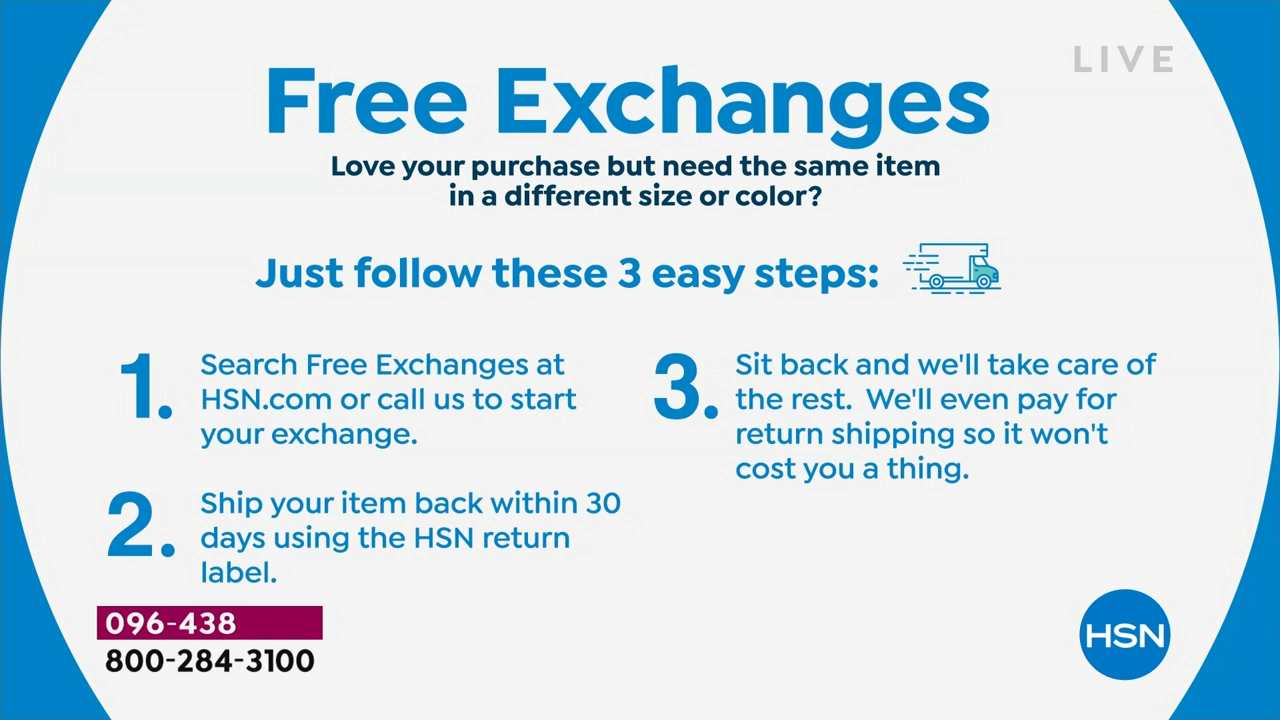 LIVE
Free Exchanges
Love your purchase but need the same item
in a different size or color?
Just follow these 3 easy steps:
1.
Search Free Exchanges at
HSN.com or call us to start
your exchange.
2.
Ship your item back within 30
days using the HSN return
label.
3.
Sit back and we'll take care of
the rest.  We'll even pay for
return shipping so it won't
cost you a thing.
096-438
800-284-3100
HSN